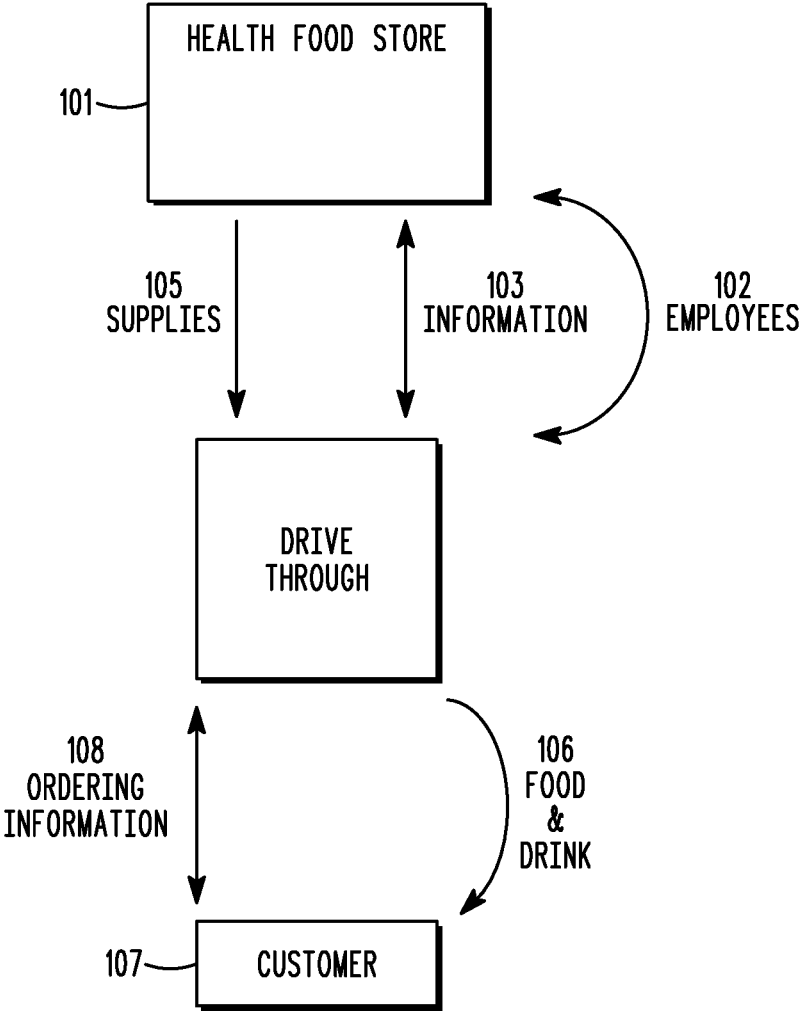 HEALTH FOOD STORE
101
105
SUPPLIES
103
INFORMATION
102
EMPLOYEES
DRIVE
THROUGH
108
ORDERING
INFORMATION
106
FOOD
&
DRINK
107
CUSTOMER